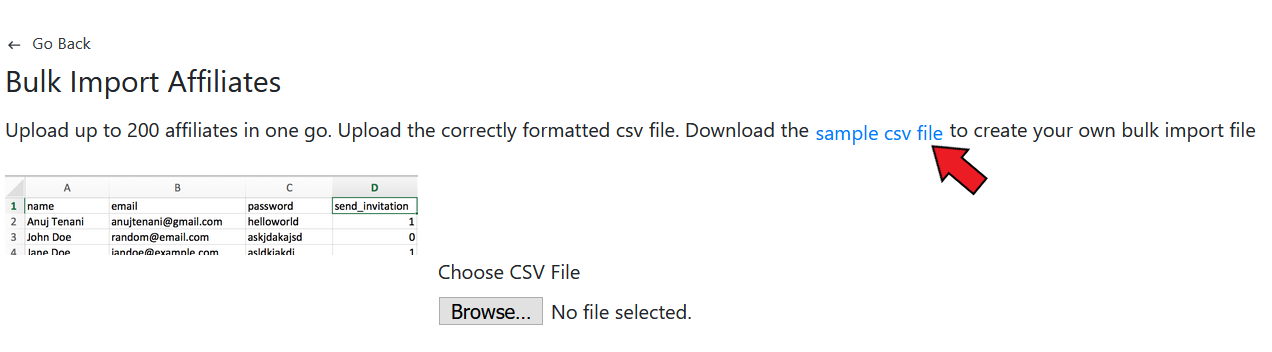 ← Go Back
Bulk Import Affiliates
Upload up to 200 affiliates in one go. Upload the correctly formatted csv file. Download the sample csv file to create your own bulk import file
A B C D
1 name email password send_invitation
2 Anuj Tenani anujtenani@gmail.com helloworld 1
3 John Doe random@email.com askjdakajsd 0
4 Jane Doe jandoe@example.com asldkjakdj 1
Choose CSV File
Browse... No file selected.